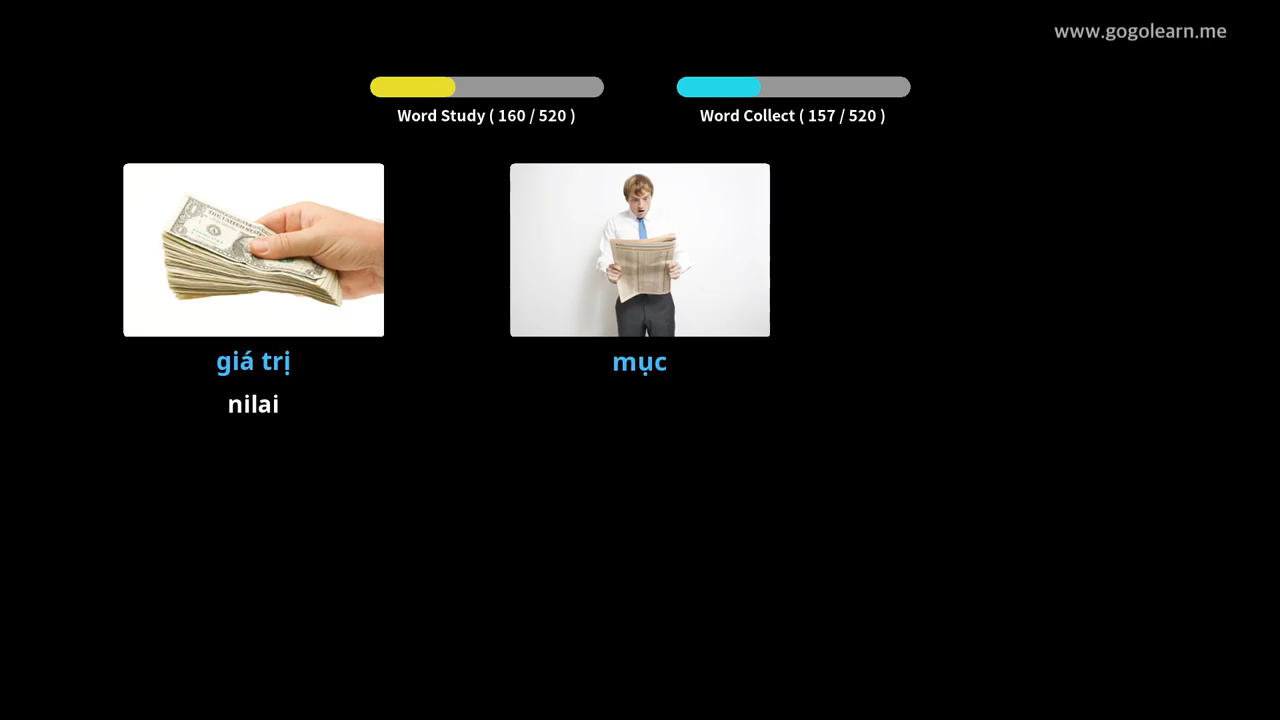 www.gogolearn.me
Word Study ( 160 / 520 )
Word Collect ( 157 / 520 )
giá trị
mục
nilai